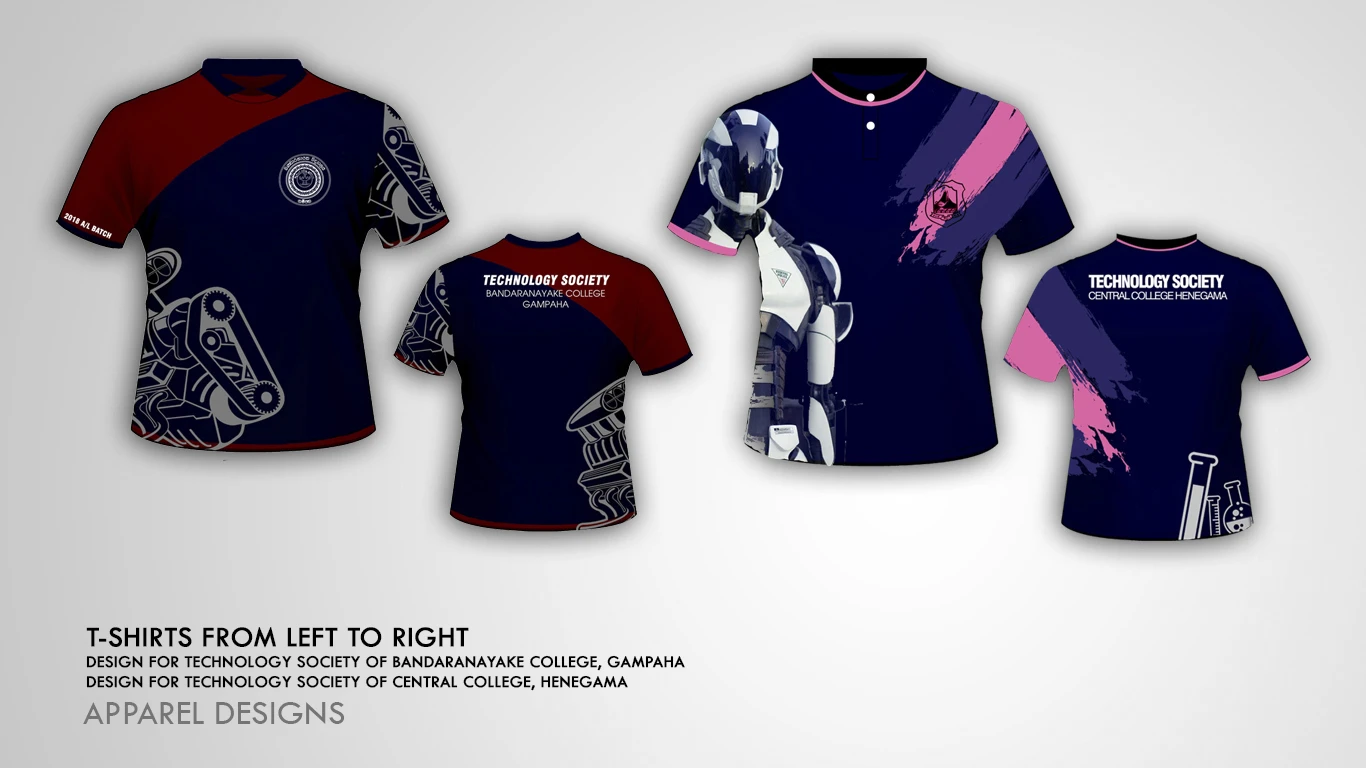 2018 A/L BATCH
TECHNOLOGY SOCIETY
BANDARANAYAKE COLLEGE
GAMPAHA
TECHNOLOGY SOCIETY
CENTRAL COLLEGE HENEGAMA
T-SHIRTS FROM LEFT TO RIGHT
DESIGN FOR TECHNOLOGY SOCIETY OF BANDARANAYAKE COLLEGE, GAMPAHA
DESIGN FOR TECHNOLOGY SOCIETY OF CENTRAL COLLEGE, HENEGAMA
APPAREL DESIGNS